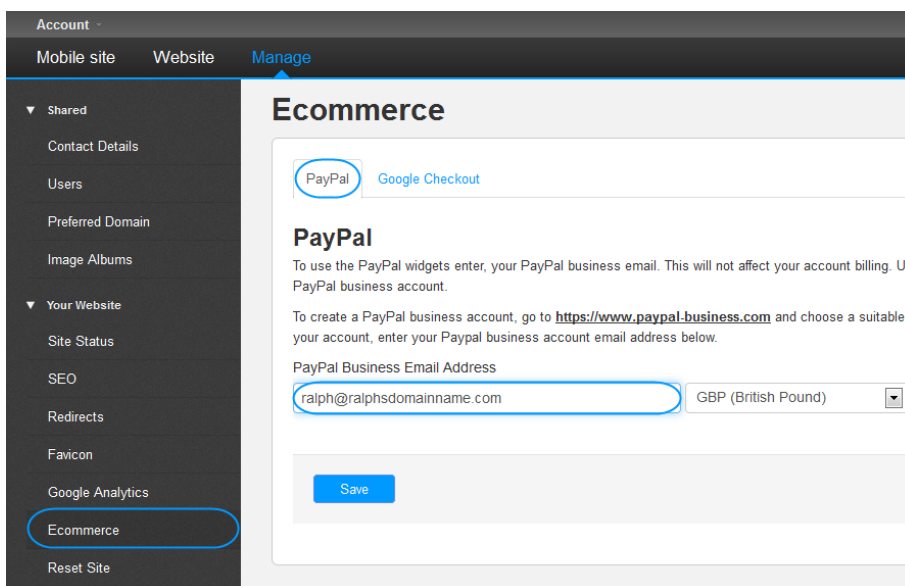 Account
Mobile site Website Manage
Shared
Contact Details
Users
Preferred Domain
Image Albums
Your Website
Site Status
SEO
Redirects
Favicon
Google Analytics
Ecommerce
Reset Site
Ecommerce
PayPal Google Checkout
PayPal
To use the PayPal widgets enter, your PayPal business email. This will not affect your account billing. U
PayPal business account.
To create a PayPal business account, go to https://www.paypal-business.com and choose a suitable
your account, enter your Paypal business account email address below.
PayPal Business Email Address
ralph@ralphsdomainname.com GBP (British Pound)
Save